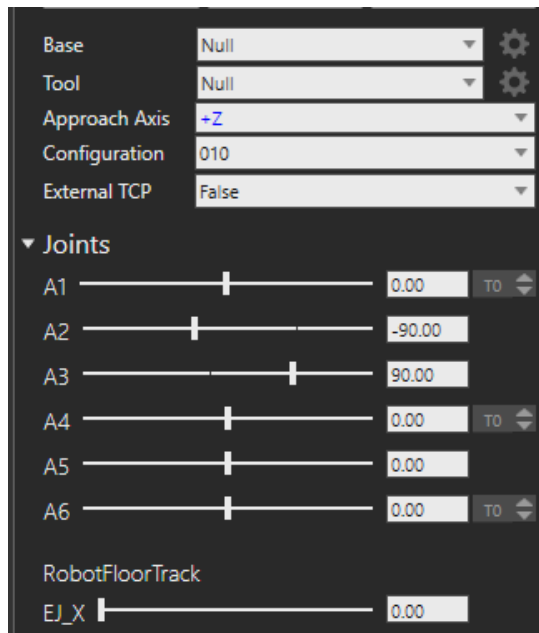 Base Null
Tool Null
Approach Axis +Z
Configuration 010
External TCP False
Joints
A1 0.00 T0
A2 -90.00
A3 90.00
A4 0.00 T0
A5 0.00
A6 0.00 T0
RobotFloorTrack
EJ_X 0.00